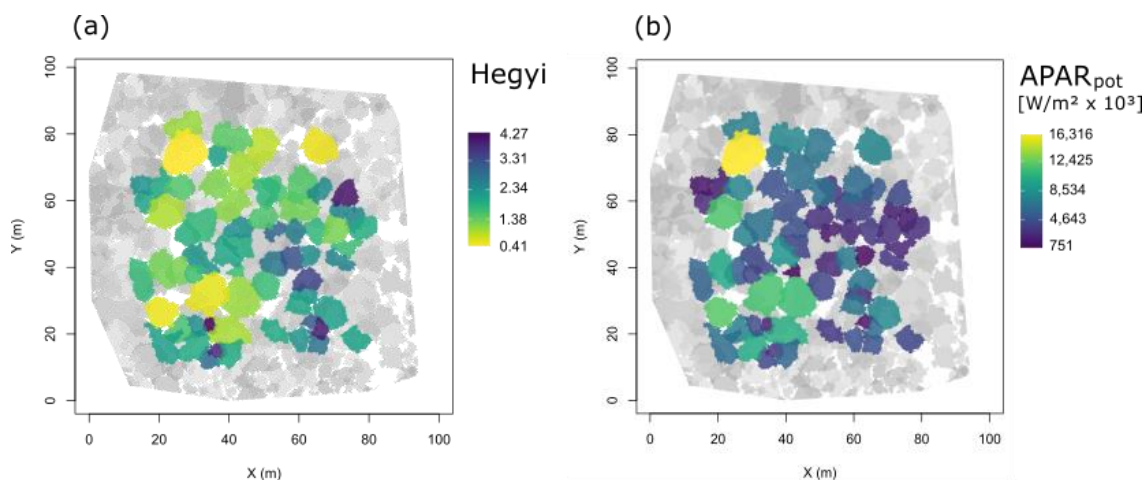 (a)
Hegyi
4.27
3.31
2.34
1.38
0.41
100
80
60
40
20
0
Y (m)
0 20 40 60 80 100
X (m)
(b)
APARpot
[W/m² x 10³]
16,316
12,425
8,534
4,643
751
100
80
60
40
20
0
Y (m)
0 20 40 60 80 100
X (m)